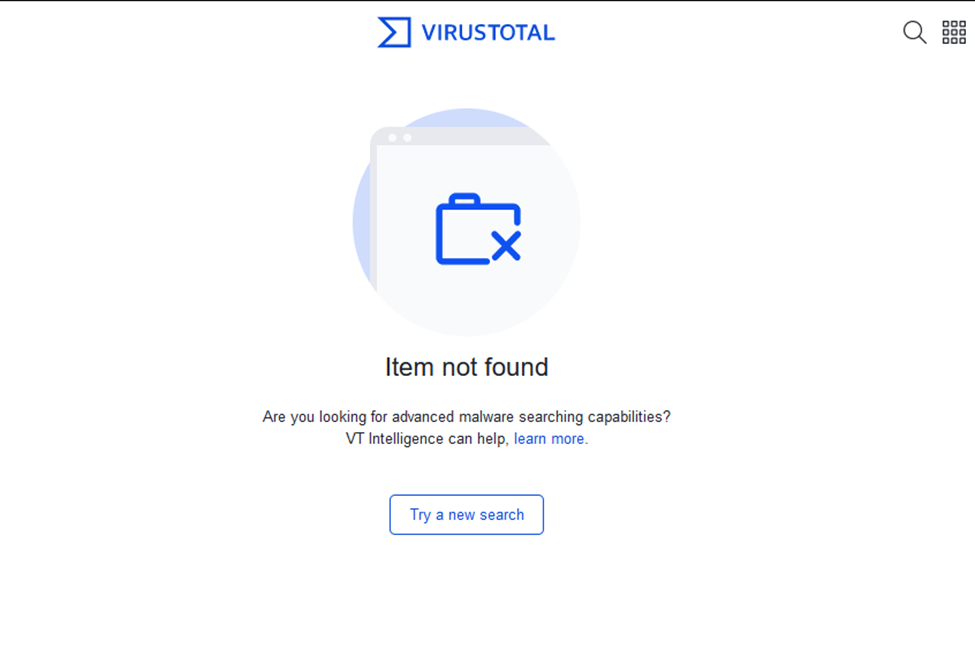 VIRUSTOTAL
Item not found
Are you looking for advanced malware searching capabilities?
VT Intelligence can help, learn more.
Try a new search